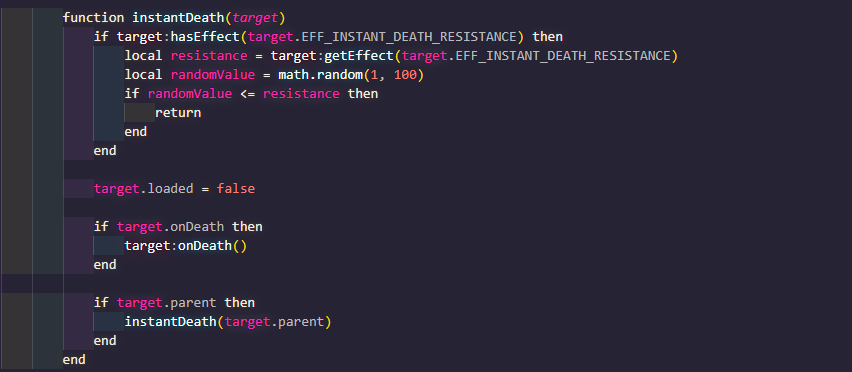 function instantDeath(target)
if target:hasEffect(target.EFF_INSTANT_DEATH_RESISTANCE) then
local resistance = target:getEffect(target.EFF_INSTANT_DEATH_RESISTANCE)
local randomValue = math.random(1, 100)
if randomValue <= resistance then
return
end
end
target.loaded = false
if target.onDeath then
target:onDeath()
end
if target.parent then
instantDeath(target.parent)
end
end